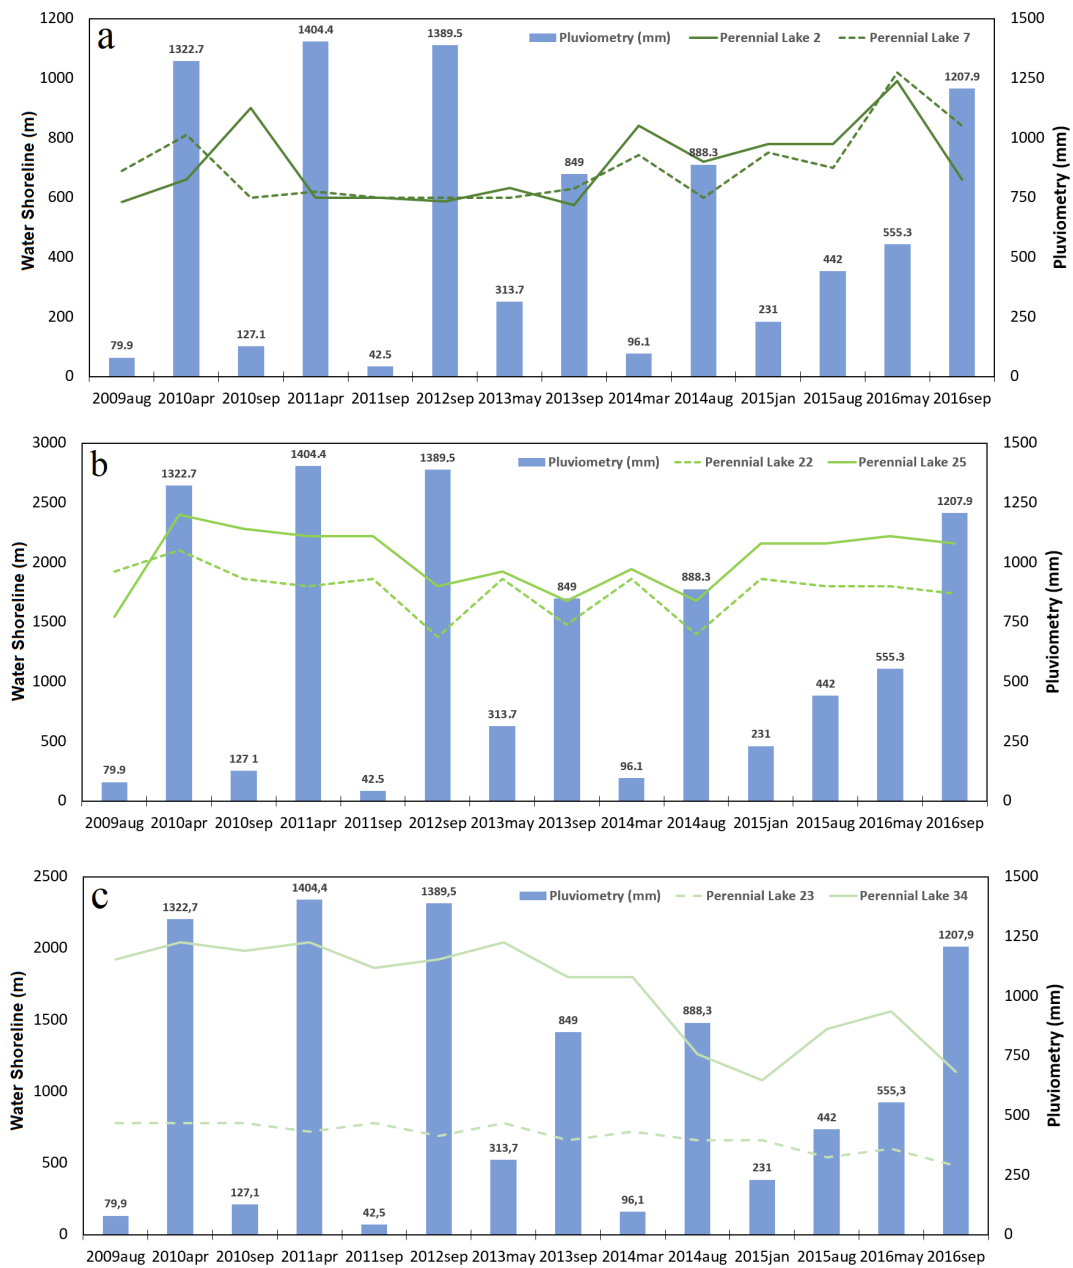 a
Pluviometry (mm) Perennial Lake 2 Perennial Lake 7
Water Shoreline (m)
Pluviometry (mm)
1200
1000
800
600
400
200
0
1500
1250
1000
750
500
250
0
79.9 1322.7 127.1 1404.4 42.5 1389.5 313.7 849 96.1 888.3 231 442 555.3 1207.9
2009aug 2010apr 2010sep 2011apr 2011sep 2012sep 2013may 2013sep 2014mar 2014aug 2015jan 2015aug 2016may 2016sep
b
Pluviometry (mm) Perennial Lake 22 Perennial Lake 25
Water Shoreline (m)
Pluviometry (mm)
3000
2500
2000
1500
1000
500
0
1500
1250
1000
750
500
250
0
79.9 1322.7 127 1 1404.4 42.5 1389,5 313.7 849 96.1 888.3 231 442 555.3 1207.9
2009aug 2010apr 2010sep 2011apr 2011sep 2012sep 2013may 2013sep 2014mar 2014aug 2015jan 2015aug 2016may 2016sep
c
Pluviometry (mm) Perennial Lake 23 Perennial Lake 34
Water Shoreline (m)
Pluviometry (mm)
2500
2000
1500
1000
500
0
1500
1250
1000
750
500
250
0
79,9 1322,7 127,1 1404,4 42,5 1389,5 313,7 849 96,1 888,3 231 442 555,3 1207,9
2009aug 2010apr 2010sep 2011apr 2011sep 2012sep 2013may 2013sep 2014mar 2014aug 2015jan 2015aug 2016may 2016sep